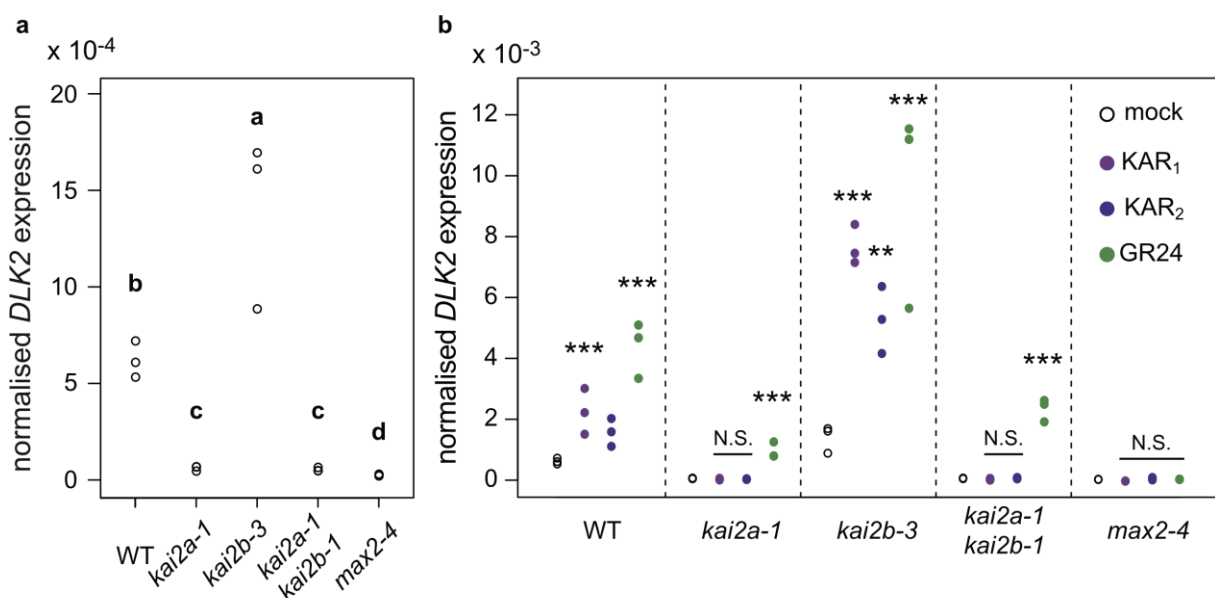 a
x 10⁻⁴
normalised DLK2 expression
20
15
10
5
0
b
c
a
c
d
WT
kai2a-1
kai2b-3
kai2a-1
kai2b-1
max2-4
b
x 10⁻³
normalised DLK2 expression
12
10
8
6
4
2
0
***
***
N.S.
***
***
**
***
N.S.
***
N.S.
mock
KAR₁
KAR₂
GR24
WT
kai2a-1
kai2b-3
kai2a-1
kai2b-1
max2-4